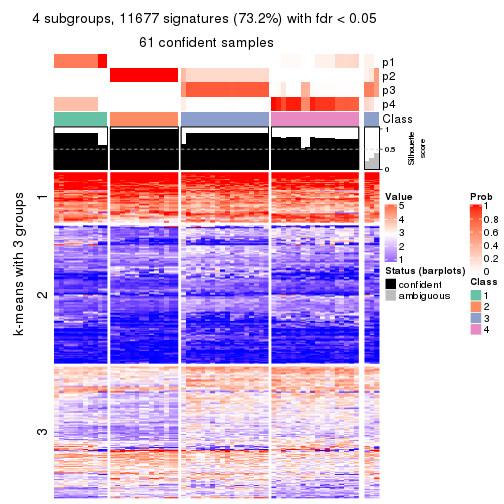 4 subgroups, 11677 signatures (73.2%) with fdr < 0.05
61 confident samples
p1
p2
p3
p4
Class
1
0.5
0
Silhouette
score
k-means with 3 groups
1
2
3
Value
5
4
3
2
1
Status (barplots)
confident
ambiguous
Prob
1
0.8
0.6
0.4
0.2
0
Class
1
2
3
4